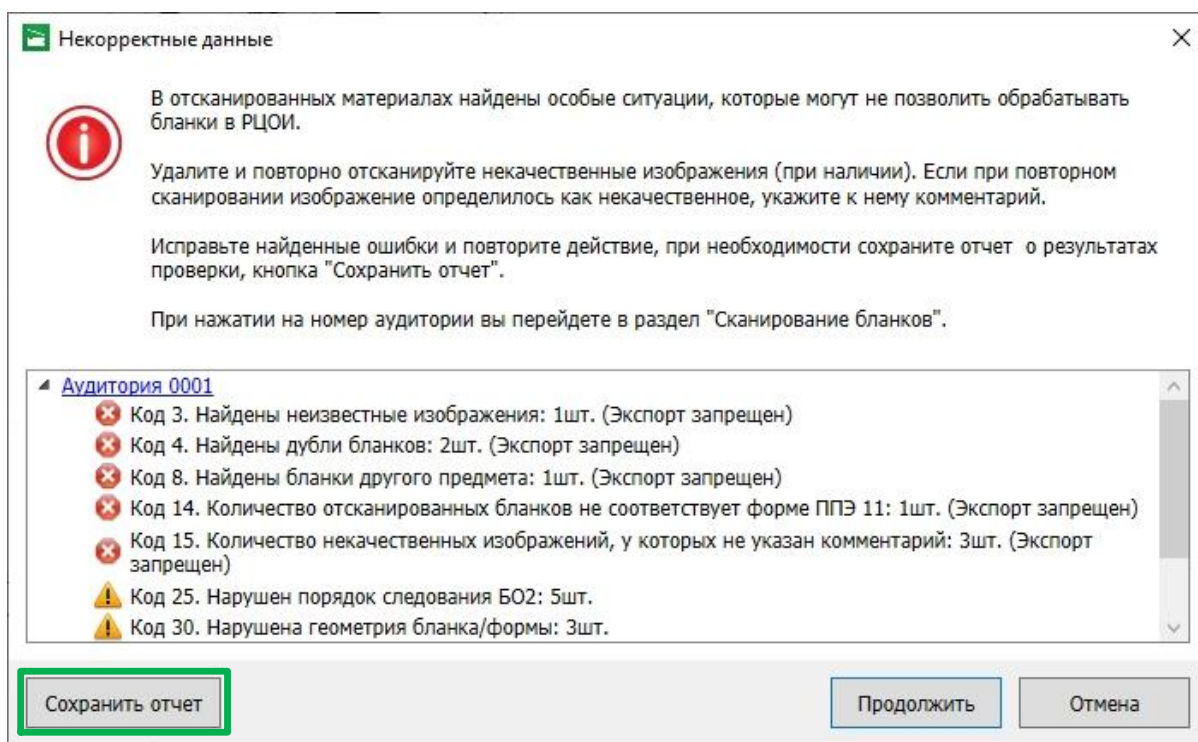 Некорректные данные
В отсканированных материалах найдены особые ситуации, которые могут не позволить обрабатывать
бланки в РЦОИ.
Удалите и повторно отсканируйте некачественные изображения (при наличии). Если при повторном
сканировании изображение определилось как некачественное, укажите к нему комментарий.
Исправьте найденные ошибки и повторите действие, при необходимости сохраните отчет  о результатах
проверки, кнопка "Сохранить отчет".
При нажатии на номер аудитории вы перейдете в раздел "Сканирование бланков".
Аудитория 0001
Код 3. Найдены неизвестные изображения: 1шт. (Экспорт запрещен)
Код 4. Найдены дубли бланков: 2шт. (Экспорт запрещен)
Код 8. Найдены бланки другого предмета: 1шт. (Экспорт запрещен)
Код 14. Количество отсканированных бланков не соответствует форме ППЭ 11: 1шт. (Экспорт запрещен)
Код 15. Количество некачественных изображений, у которых не указан комментарий: 3шт. (Экспорт
запрещен)
Код 25. Нарушен порядок следования БО2: 5шт.
Код 30. Нарушена геометрия бланка/формы: 3шт.
Сохранить отчет
Продолжить
Отмена